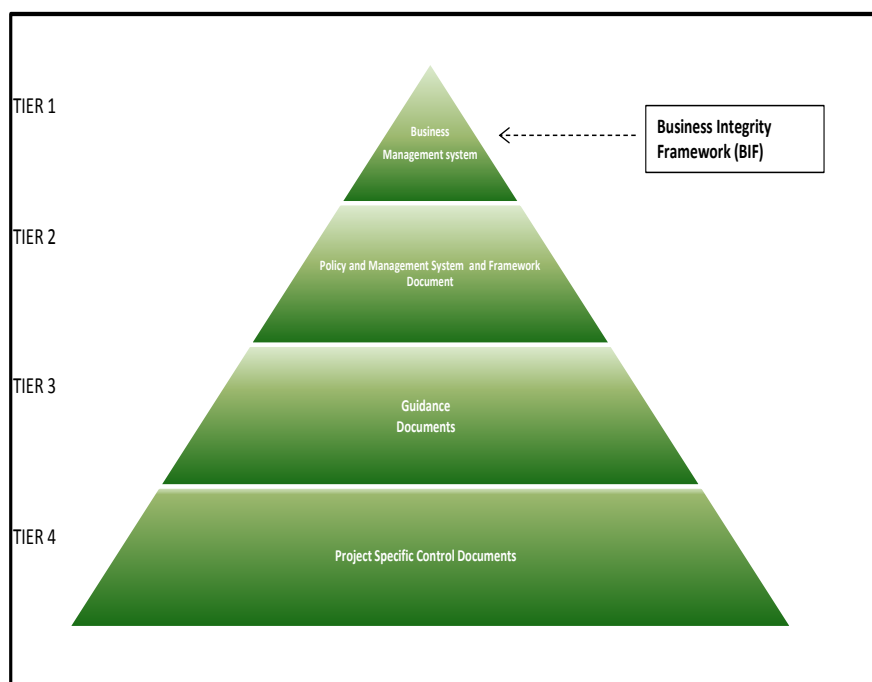 TIER 1
Business
Management system
Business Integrity
Framework (BIF)
TIER 2
Policy and Management System and Framework
Document
TIER 3
Guidance
Documents
TIER 4
Project Specific Control Documents